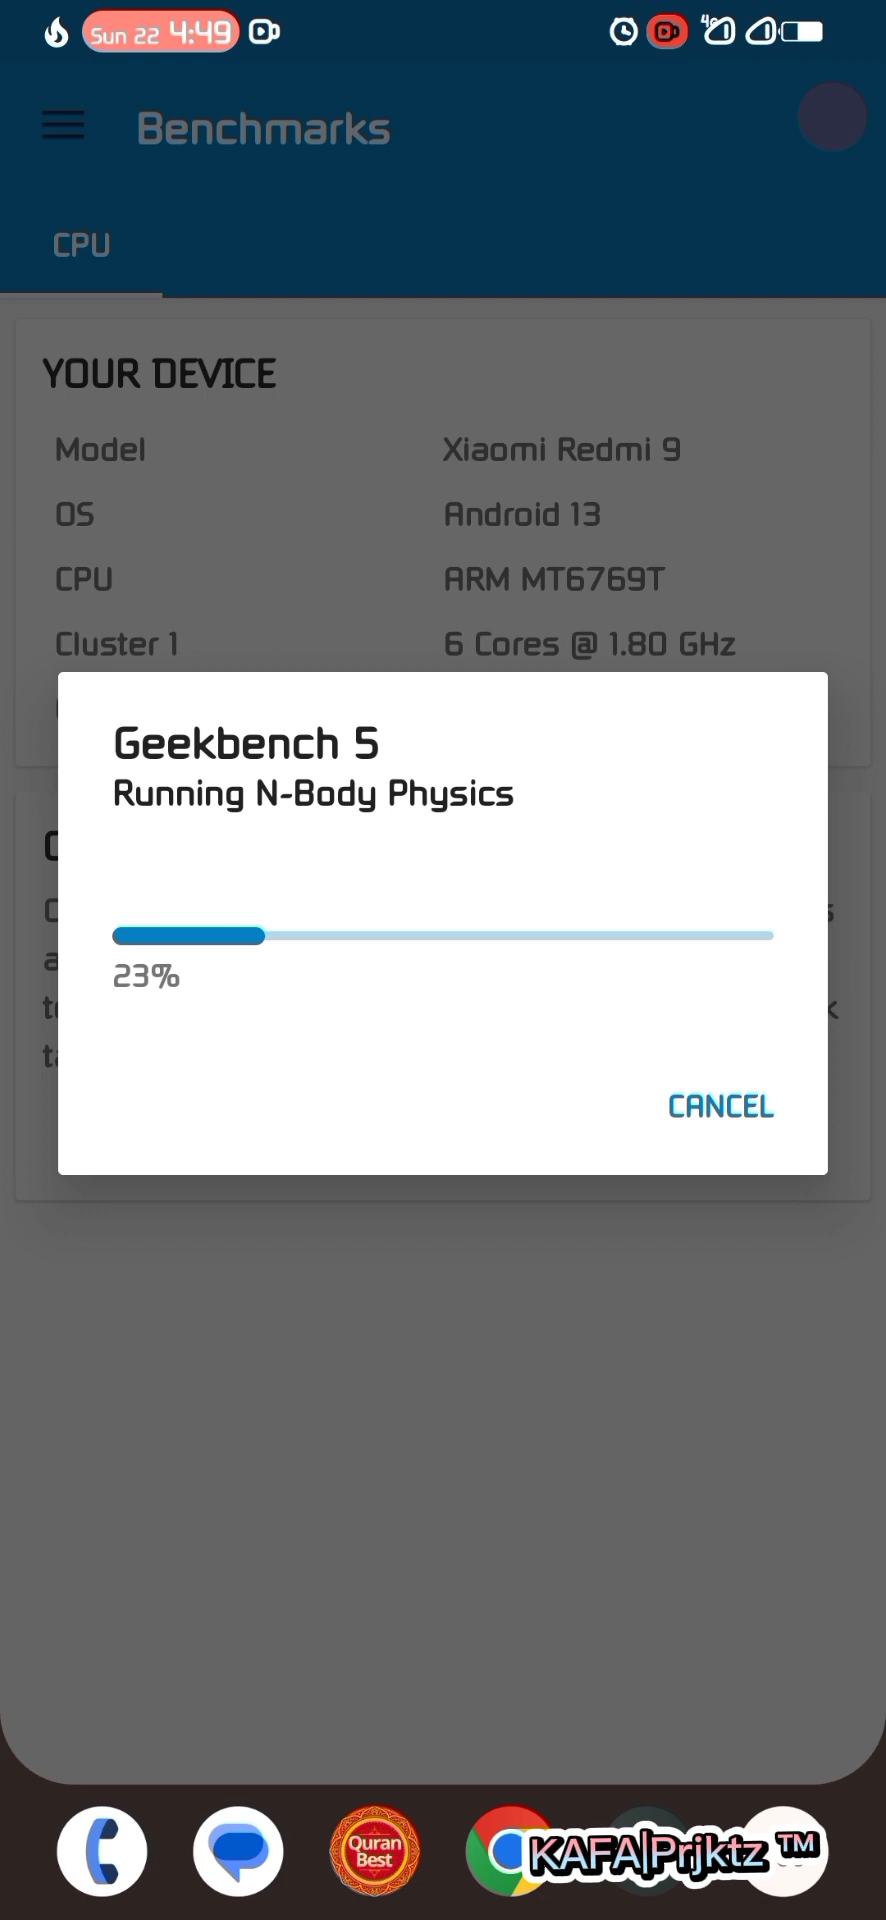 Sun 22 4:49
4G
Benchmarks
CPU
YOUR DEVICE
Model Xiaomi Redmi 9
OS Android 13
CPU ARM MT6769T
Cluster 1 6 Cores @ 1.80 GHz
Geekbench 5
Running N-Body Physics
23%
CANCEL
Quran
Best
KAFA|Prjktz ™